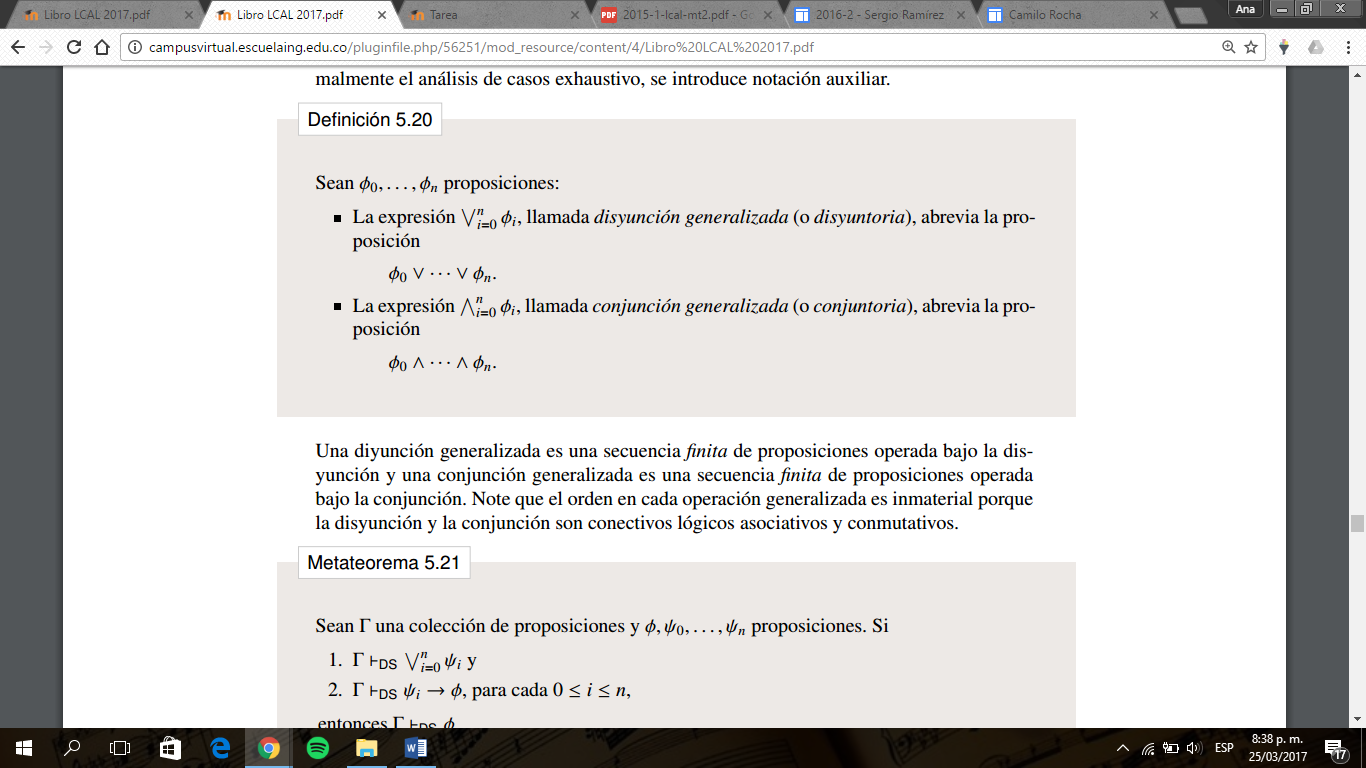 Libro LCAL 2017.pdf
Libro LCAL 2017.pdf
Tarea
2015-1-lcal-mt2.pdf - Go
2016-2 - Sergio Ramírez
Camilo Rocha
Ana
campusvirtual.escuelaing.edu.co/pluginfile.php/56251/mod_resource/content/4/Libro%20LCAL%202017.pdf
malmente el análisis de casos exhaustivo, se introduce notación auxiliar.
Definición 5.20
Sean ϕ₀, . . . , ϕₙ proposiciones:
▪ La expresión ⋁ⁿᵢ₌₀ ϕᵢ, llamada disyunción generalizada (o disyuntoria), abrevia la pro-
posición
ϕ₀ ∨ · · · ∨ ϕₙ.
▪ La expresión ⋀ⁿᵢ₌₀ ϕᵢ, llamada conjunción generalizada (o conjuntoria), abrevia la pro-
posición
ϕ₀ ∧ · · · ∧ ϕₙ.
Una diyunción generalizada es una secuencia finita de proposiciones operada bajo la dis-
yunción y una conjunción generalizada es una secuencia finita de proposiciones operada
bajo la conjunción. Note que el orden en cada operación generalizada es inmaterial porque
la disyunción y la conjunción son conectivos lógicos asociativos y conmutativos.
Metateorema 5.21
Sean Γ una colección de proposiciones y ϕ, ψ₀, . . . , ψₙ proposiciones. Si
1. Γ ⊢DS ⋁ⁿᵢ₌₀ ψᵢ y
2. Γ ⊢DS ψᵢ → ϕ, para cada 0 ≤ i ≤ n,
entonces Γ ⊢DS ϕ
ESP
8:38 p. m.
25/03/2017
17